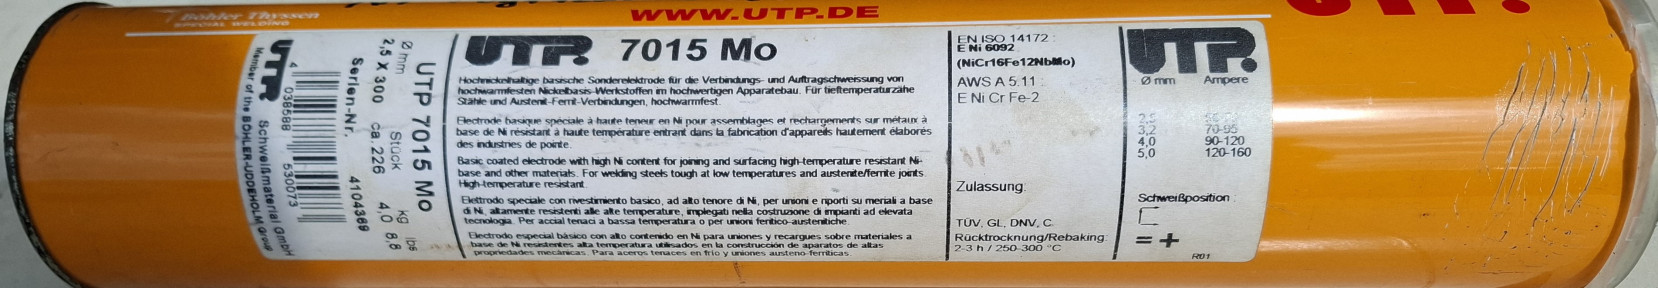 Böhler Thyssen
SPECIAL WELDING
WWW.UTP.DE
UTP.
UTP
Schweißmaterial GmbH
Member of the BÖHLER-UDDEHOLM Group
4 038588 530073
Serien-Nr. 4104369
Ø mm Stück kg lbs
2,5 X 300 ca.226 4,0 8,8
UTP 7015 Mo
UTP. 7015 Mo
Hochnickelhaltige basische Sonderelektrode für die Verbindungs- und Auftragschweissung von
hochwarmfesten Nickelbasis-Werkstoffen im hochwertigen Apparatebau. Für tieftemperaturzähe
Stähle und Austenit-Ferrit-Verbindungen, hochwarmfest.
Electrode basique spéciale à haute teneur en Ni pour assemblages et rechargements sur métaux à
base de Ni résistant à haute température entrant dans la fabrication d'appareils hautement élaborés
des industries de pointe.
Basic coated electrode with high Ni content for joining and surfacing high-temperature resistant Ni-
base and other materials. For welding steels tough at low temperatures and austenite/ferrite joints.
High-temperature resistant.
Elettrodo speciale con rivestimento basico, ad alto tenore di Ni, per unioni e riporti su meriali a base
di Ni, altamente resistenti alle alte temperature, implegati nella costruzione di impianti ad elevata
tecnologia. Per acciai tenaci a bassa temperatura o per unioni feritico-austenitiche.
Electrodo especial básico con alto contenido en Ni para uniones y recargues sobre materiales a
base de Ni resistentes alta temperatura utilisados en la construcción de aparatos de altas
propriedades mecánicas. Para aceros tenaces en frio y uniones austeno-ferríticas.
EN ISO 14172 :
E Ni 6092
(NiCr16Fe12NbMo)
AWS A 5.11 :
E Ni Cr Fe-2
Zulassung:
TÜV, GL, DNV, C.
Rücktrocknung/Rebaking:
2-3 h / 250-300 °C
UTP.
Ø mm Ampere
2,5
3,2 70-95
4,0 90-120
5,0 120-160
Schweißposition :
= +
R01